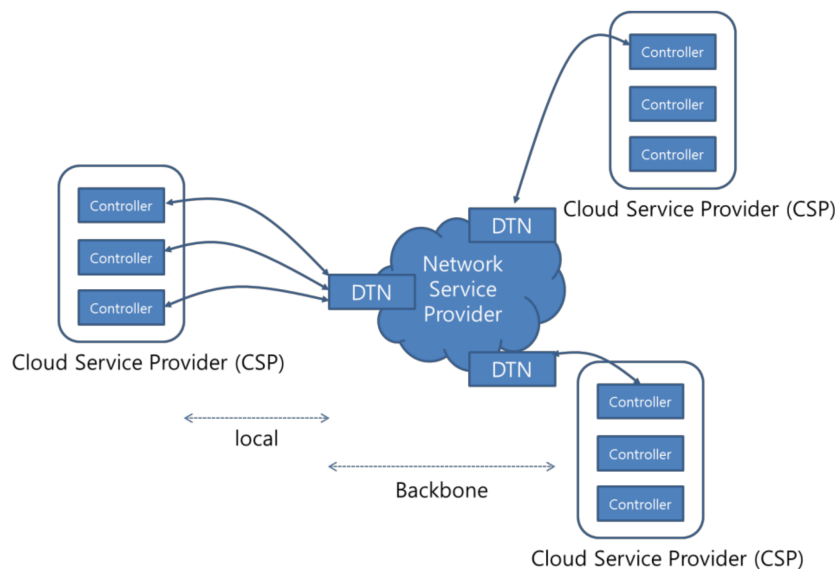 Controller
Controller
Controller
Cloud Service Provider (CSP)
Controller
Controller
Controller
Cloud Service Provider (CSP)
DTN
DTN
Network
Service
Provider
DTN
local
Backbone
Controller
Controller
Controller
Cloud Service Provider (CSP)